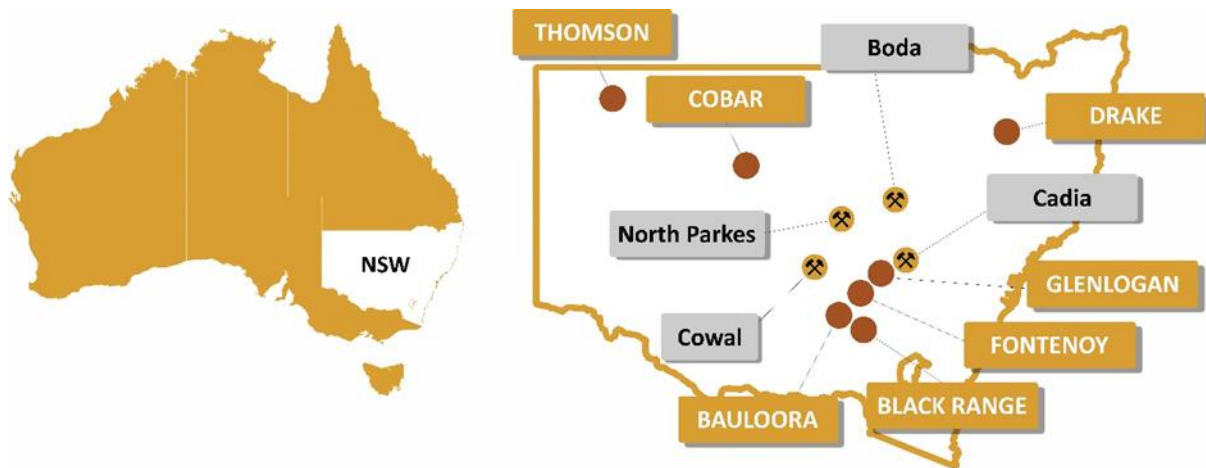 NSW
THOMSON
Boda
COBAR
DRAKE
Cadia
North Parkes
GLENLOGAN
Cowal
FONTENOY
BLACK RANGE
BAULOORA